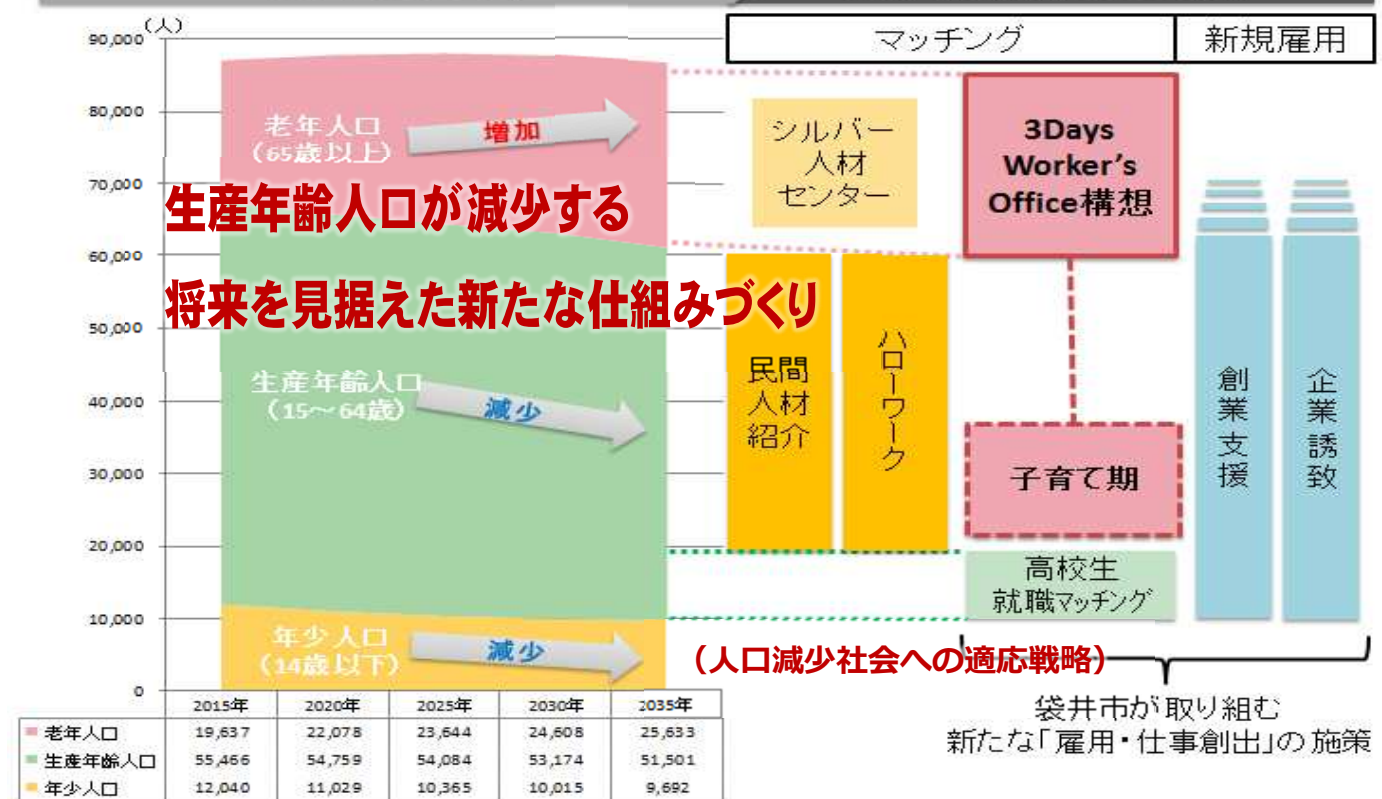 （人）
90,000
80,000
70,000
60,000
50,000
40,000
30,000
20,000
10,000
0
老年人口
（65歳以上）
増加
生産年齢人口が減少する
将来を見据えた新たな仕組みづくり
生産年齢人口
（15～64歳）
減少
年少人口
（14歳以下）
減少
マッチング
新規雇用
シルバー
人材
センター
3Days
Worker's
Office構想
民間
人材
紹介
ハローワーク
子育て期
高校生
就職マッチング
創業支援
企業誘致
（人口減少社会への適応戦略）
袋井市が取り組む
新たな「雇用・仕事創出」の施策
2015年 2020年 2025年 2030年 2035年
老年人口 19,637 22,078 23,644 24,608 25,633
生産年齢人口 55,466 54,759 54,084 53,174 51,501
年少人口 12,040 11,029 10,365 10,015 9,692